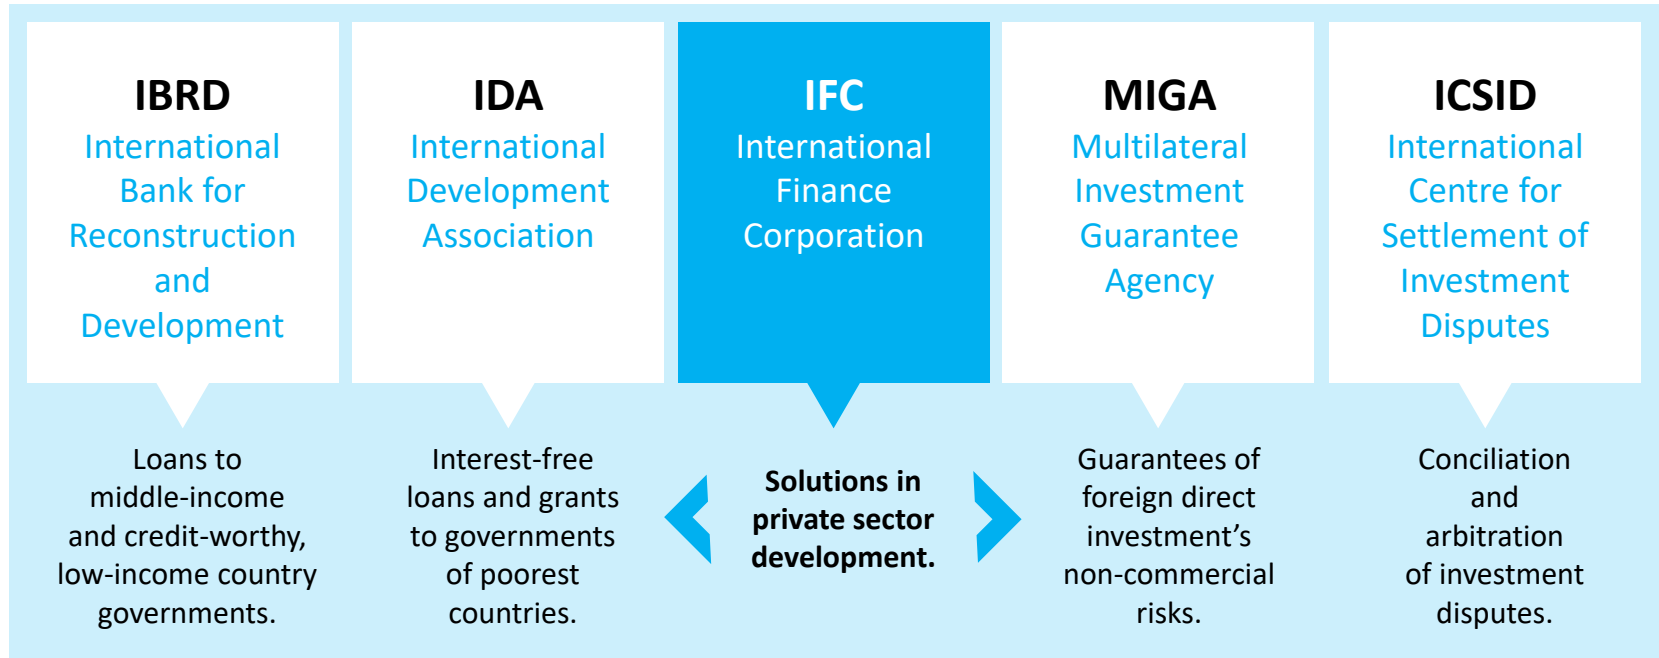 IBRD
International
Bank for
Reconstruction
and
Development
Loans to
middle-income
and credit-worthy,
low-income country
governments.
IDA
International
Development
Association
Interest-free
loans and grants
to governments
of poorest
countries.
IFC
International
Finance
Corporation
Solutions in
private sector
development.
MIGA
Multilateral
Investment
Guarantee
Agency
Guarantees of
foreign direct
investment’s
non-commercial
risks.
ICSID
International
Centre for
Settlement of
Investment
Disputes
Conciliation
and
arbitration
of investment
disputes.